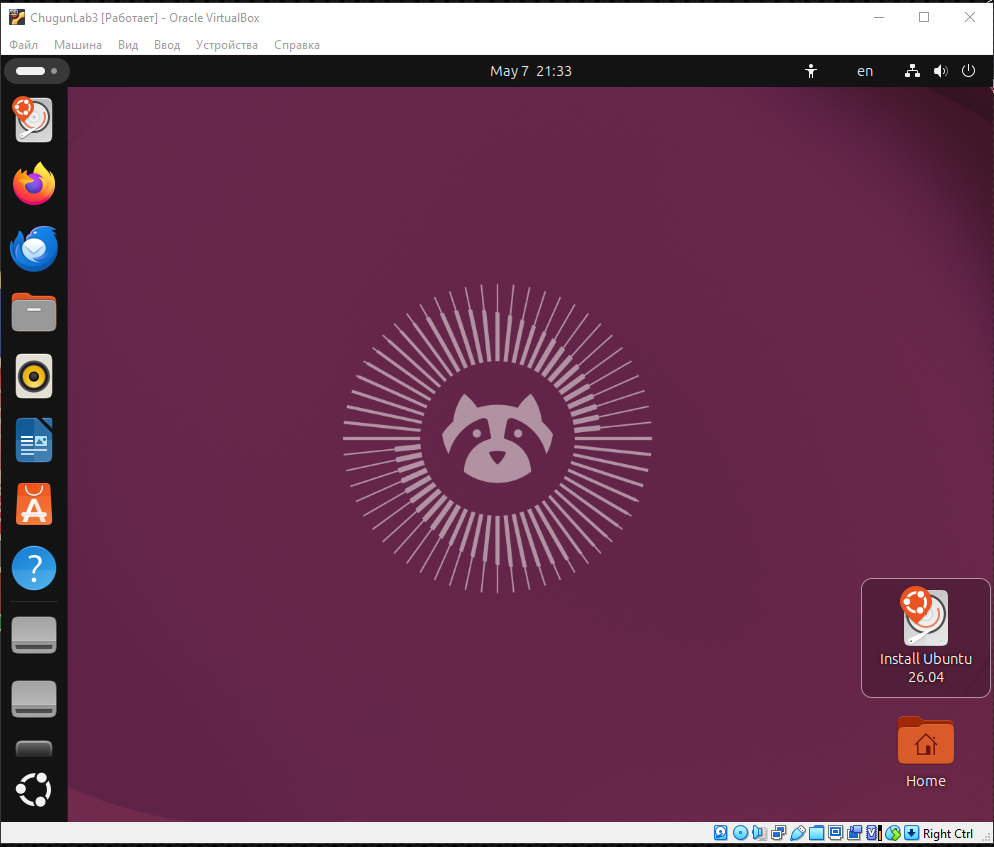 ChugunLab3 [Работает] - Oracle VirtualBox
Файл Машина Вид Ввод Устройства Справка
May 7 21:33
en
Install Ubuntu
26.04
Home
Right Ctrl